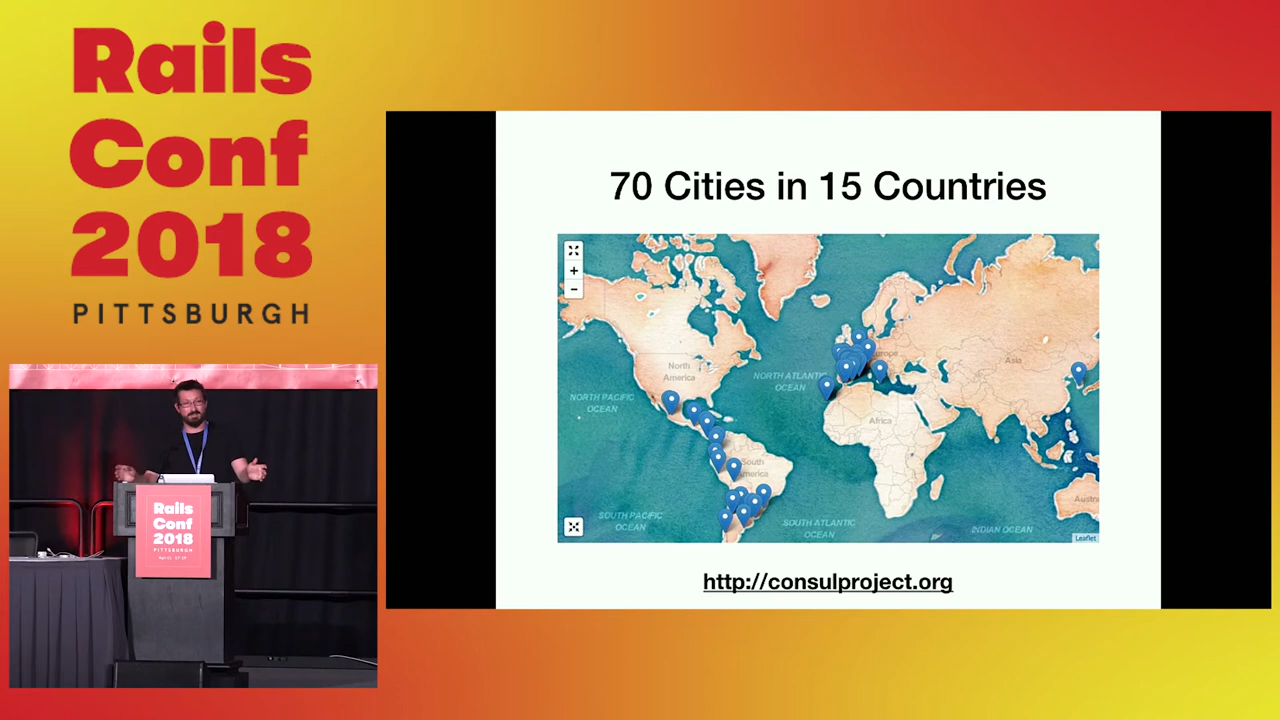 Rails
Conf
2018
PITTSBURGH
70 Cities in 15 Countries
+
−
North
America
NORTH PACIFIC
OCEAN
NORTH ATLANTIC
OCEAN
Europe
Asia
Africa
South
America
SOUTH PACIFIC
OCEAN
SOUTH ATLANTIC
OCEAN
INDIAN OCEAN
Austra
Leaflet
http://consulproject.org
Rails
Conf
2018
PITTSBURGH